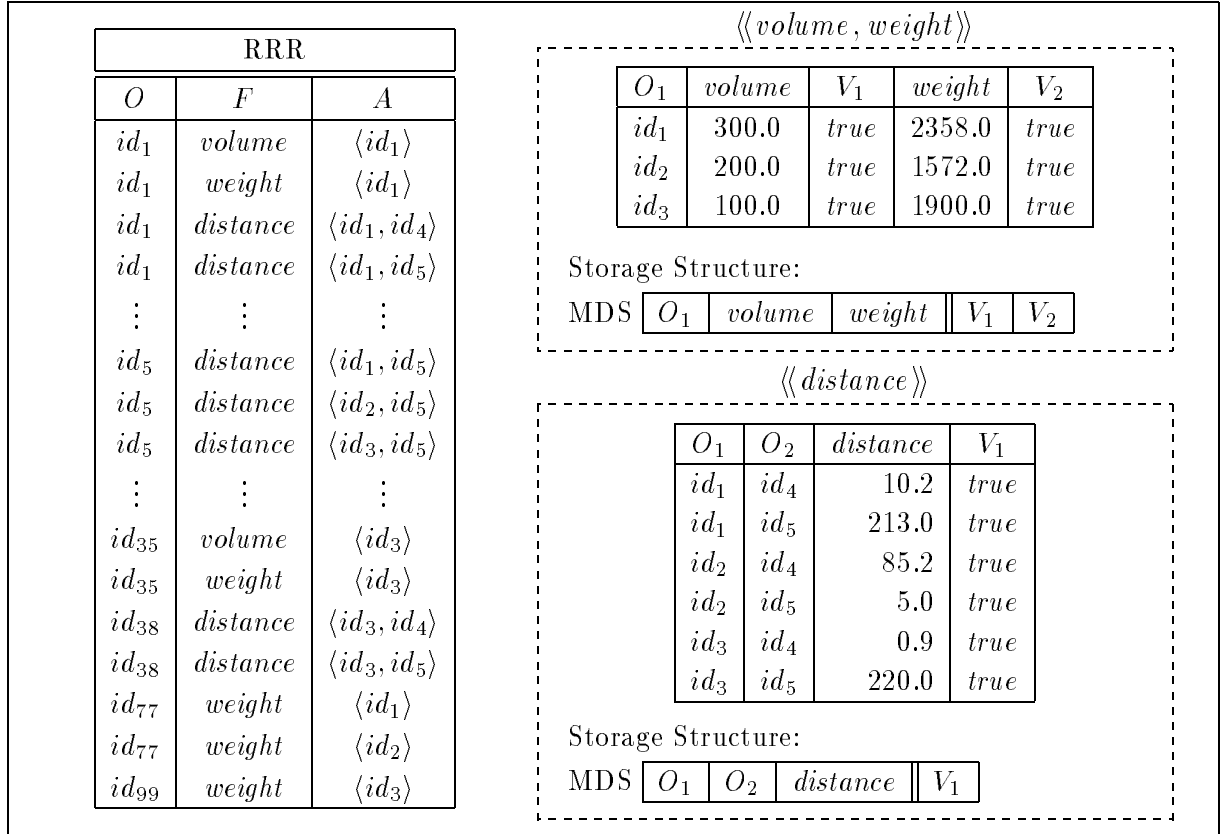 RRR
O F A
id₁ volume ⟨id₁⟩
id₁ weight ⟨id₁⟩
id₁ distance ⟨id₁, id₄⟩
id₁ distance ⟨id₁, id₅⟩
⋮ ⋮ ⋮
id₅ distance ⟨id₁, id₅⟩
id₅ distance ⟨id₂, id₅⟩
id₅ distance ⟨id₃, id₅⟩
⋮ ⋮ ⋮
id₃₅ volume ⟨id₃⟩
id₃₅ weight ⟨id₃⟩
id₃₈ distance ⟨id₃, id₄⟩
id₃₈ distance ⟨id₃, id₅⟩
id₇₇ weight ⟨id₁⟩
id₇₇ weight ⟨id₂⟩
id₉₉ weight ⟨id₃⟩
⟪volume, weight⟫
O₁ volume V₁ weight V₂
id₁ 300.0 true 2358.0 true
id₂ 200.0 true 1572.0 true
id₃ 100.0 true 1900.0 true
Storage Structure:
MDS O₁ volume weight V₁ V₂
⟪distance⟫
O₁ O₂ distance V₁
id₁ id₄ 10.2 true
id₁ id₅ 213.0 true
id₂ id₄ 85.2 true
id₂ id₅ 5.0 true
id₃ id₄ 0.9 true
id₃ id₅ 220.0 true
Storage Structure:
MDS O₁ O₂ distance V₁